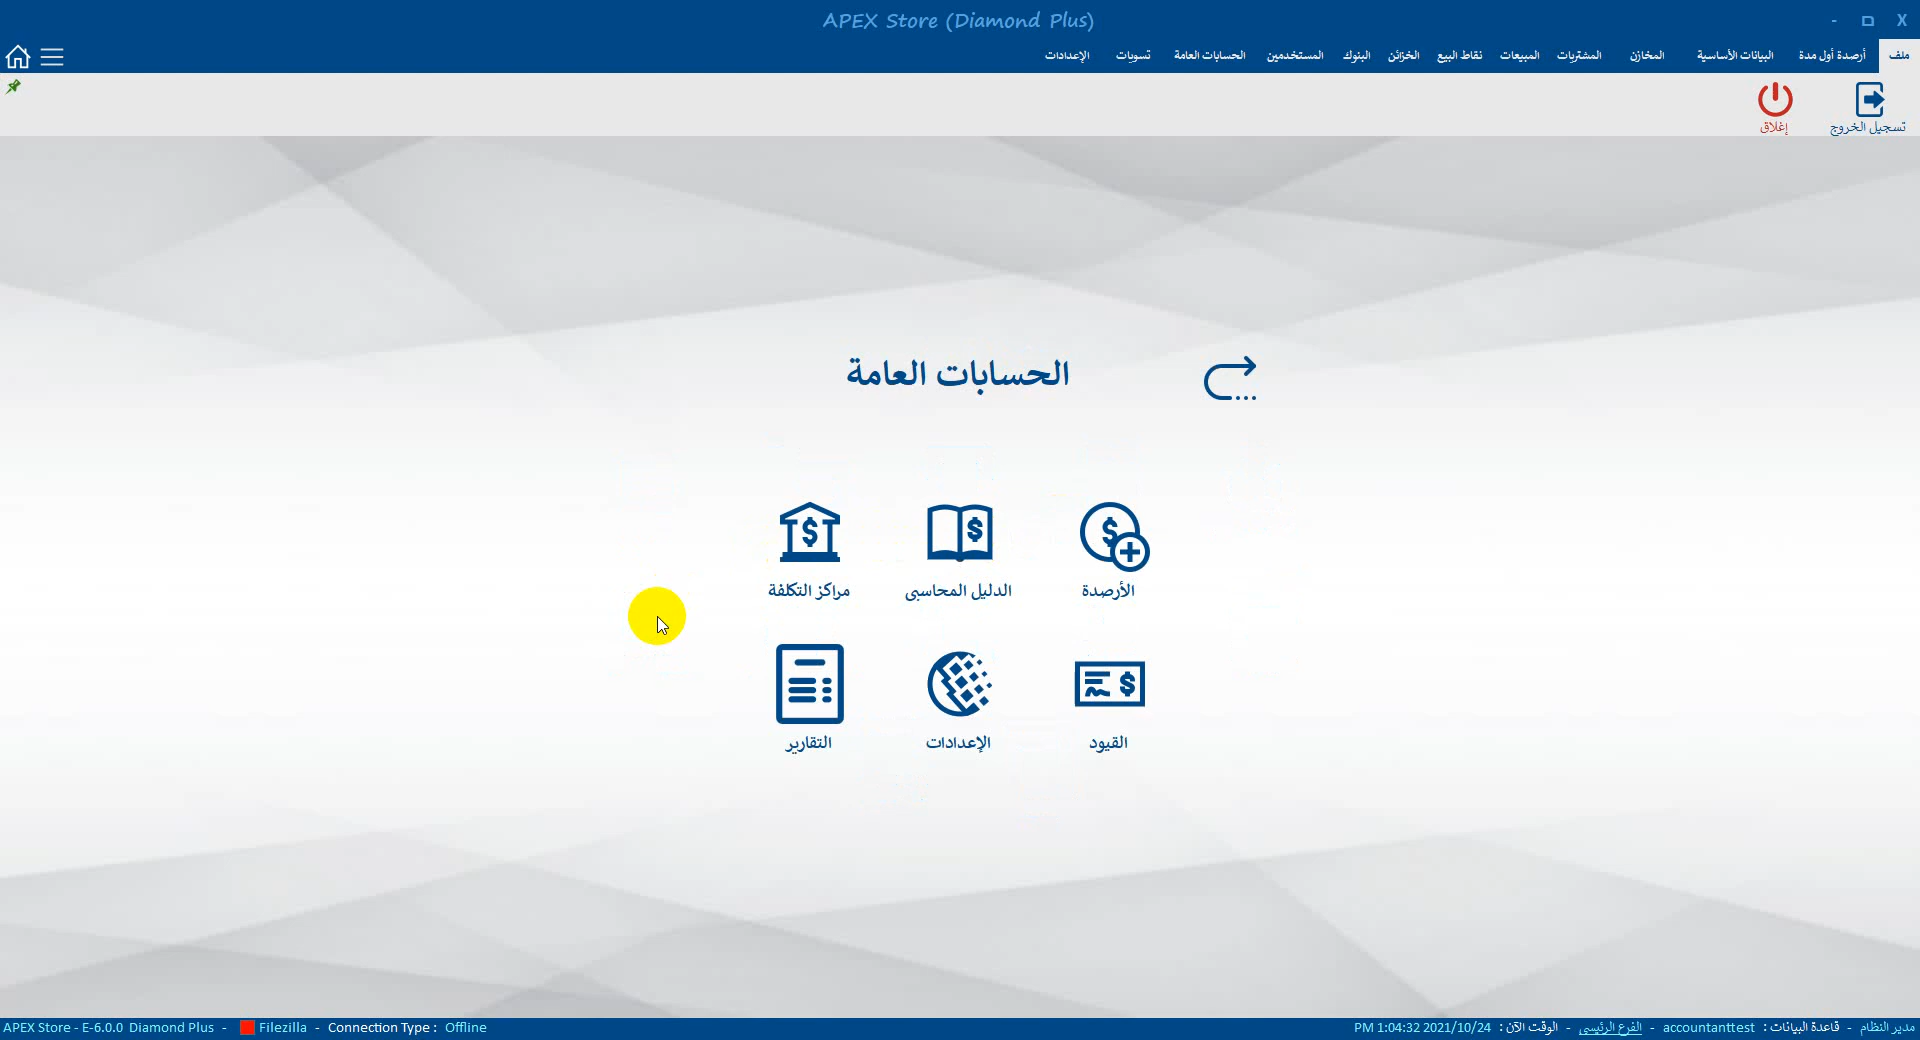 APEX Store (Diamond Plus)
- X
ملف أرصدة أول مدة البيانات الأساسية المخازن المشتريات المبيعات نقاط البيع الخزائن البنوك المستخدمين الحسابات العامة تسويات الإعدادات
تسجيل الخروج إغلاق
الحسابات العامة
الأرصدة الدليل المحاسبى مراكز التكلفة
القيود الإعدادات التقارير
APEX Store - E-6.0.0 Diamond Plus - Filezilla - Connection Type : Offline
مدير النظام - قاعدة البيانات : accountanttest - الفرع الرئيسى - الوقت الآن : PM 1:04:32 2021/10/24